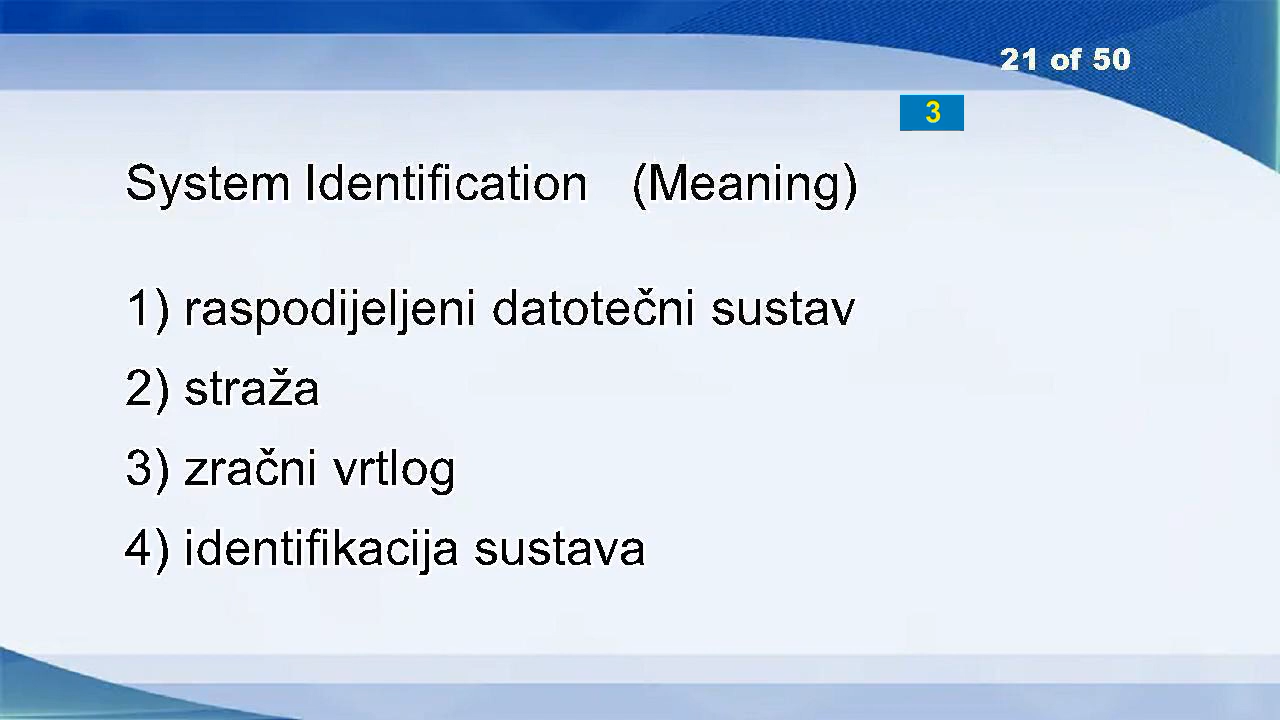 21 of 50
3
System Identification (Meaning)
1) raspodijeljeni datotečni sustav
2) straža
3) zračni vrtlog
4) identifikacija sustava